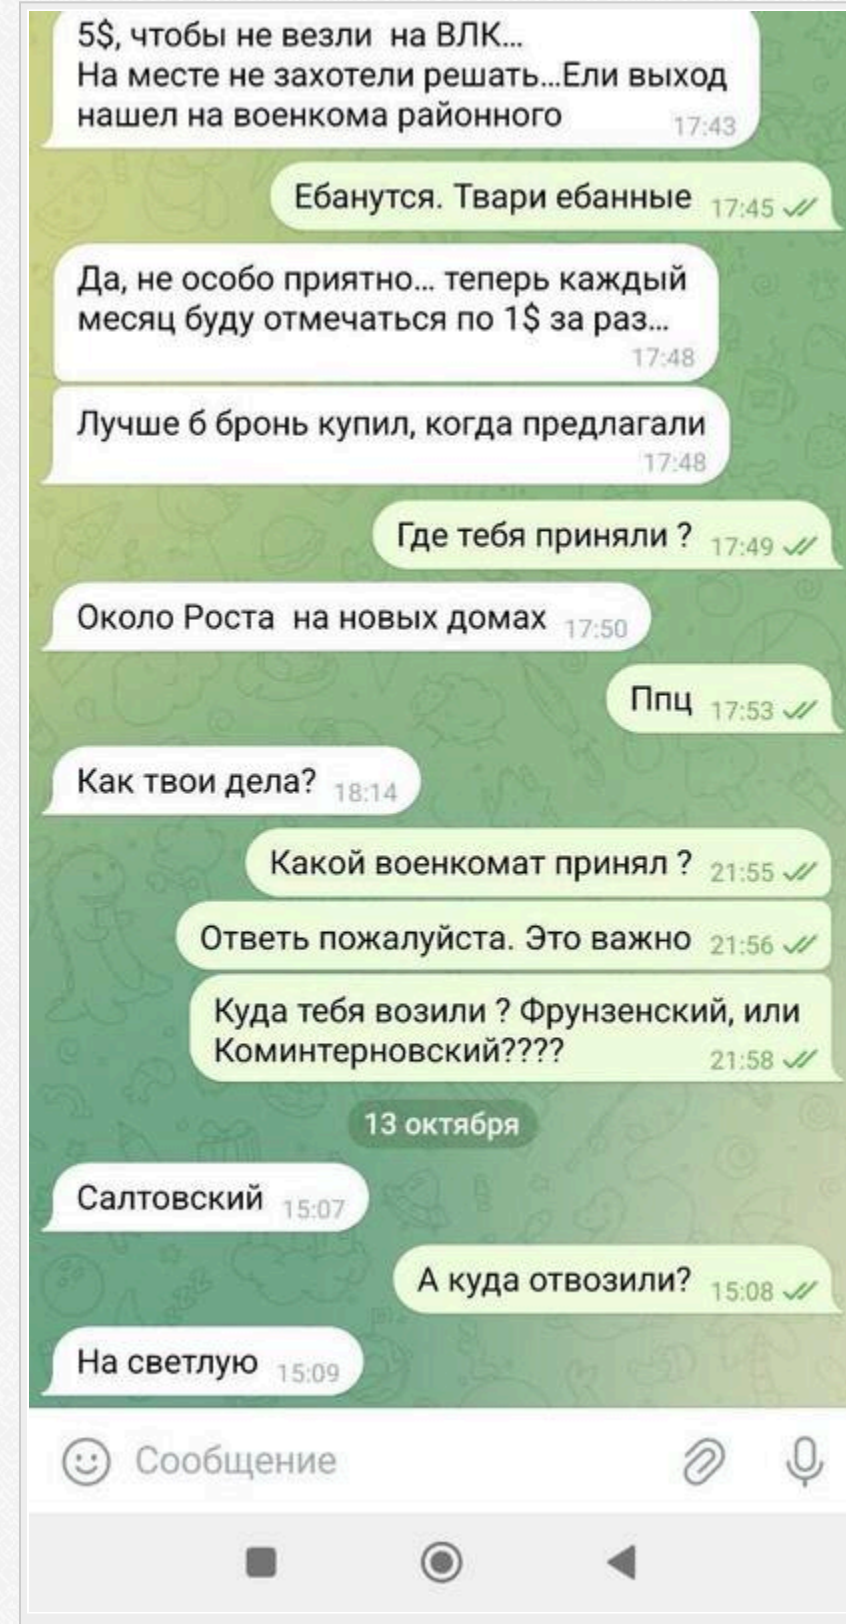 5$, чтобы не везли на ВЛК...
На месте не захотели решать...Ели выход
нашел на военкома районного 17:43
Ебанутся. Твари ебанные 17:45
Да, не особо приятно... теперь каждый
месяц буду отмечаться по 1$ за раз...
17:48
Лучше б бронь купил, когда предлагали
17:48
Где тебя приняли ? 17:49
Около Роста на новых домах 17:50
Ппц 17:53
Как твои дела? 18:14
Какой военкомат принял ? 21:55
Ответь пожалуйста. Это важно 21:56
Куда тебя возили ? Фрунзенский, или
Коминтерновский???? 21:58
13 октября
Салтовский 15:07
А куда отвозили? 15:08
На светлую 15:09
Сообщение